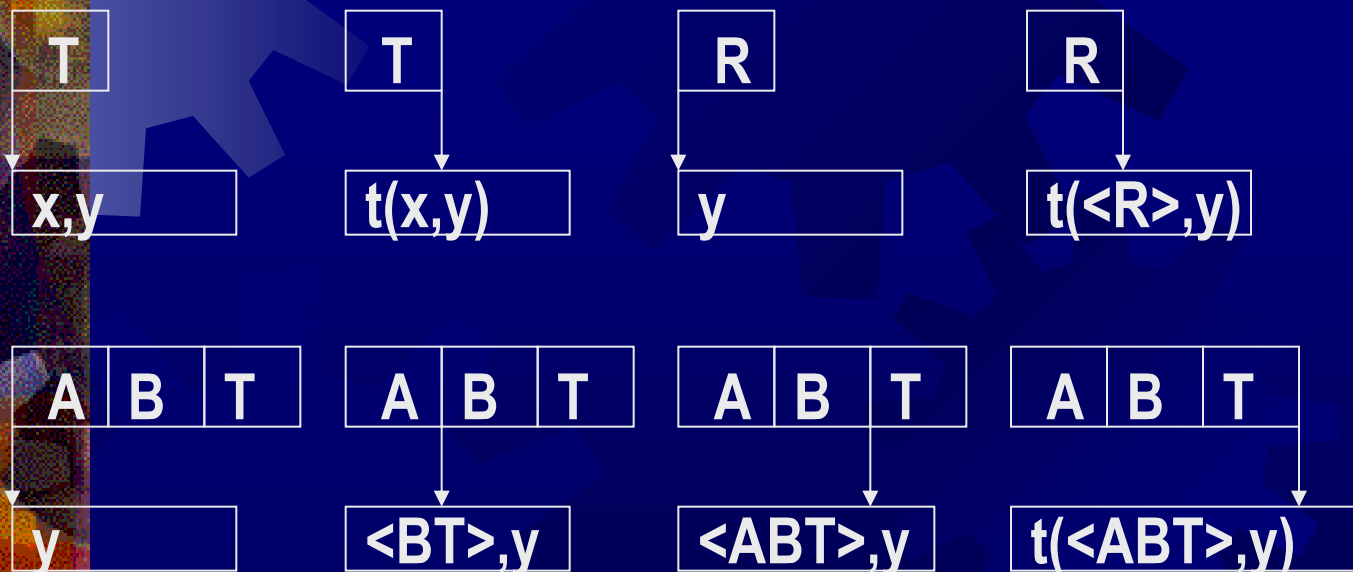 T T R R
x,y t(x,y) y t(<R>,y)
A B T A B T A B T A B T
y <BT>,y <ABT>,y t(<ABT>,y)